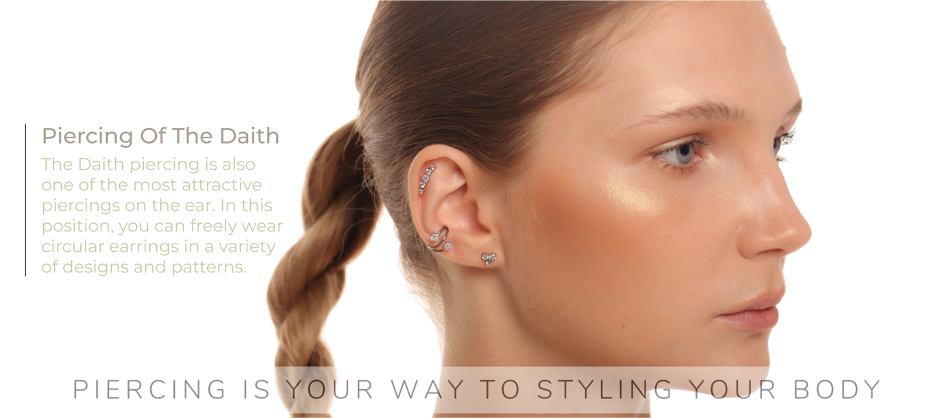 Piercing Of The Daith
The Daith piercing is also
one of the most attractive
piercings on the ear. In this
position, you can freely wear
circular earrings in a variety
of designs and patterns.
PIERCING IS YOUR WAY TO STYLING YOUR BODY